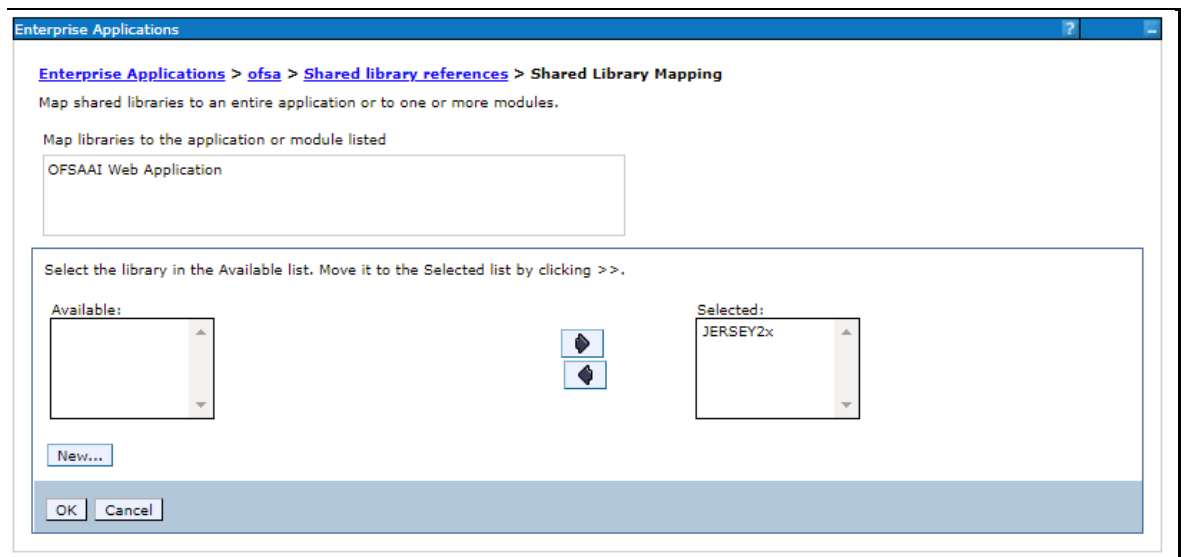 Enterprise Applications ? –
Enterprise Applications > ofsa > Shared library references > Shared Library Mapping
Map shared libraries to an entire application or to one or more modules.
Map libraries to the application or module listed
OFSAAI Web Application
Select the library in the Available list. Move it to the Selected list by clicking >>.
Available: Selected:
JERSEY2x
New...
OK Cancel